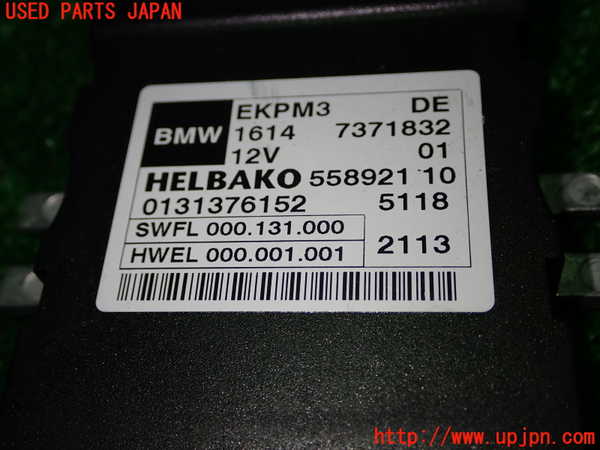 USED PARTS JAPAN
BMW
EKPM3 DE
1614 7371832
12V 01
HELBAKO 558921 10
0131376152 5118
SWFL 000.131.000
HWEL 000.001.001
2113
http://www.upjpn.com/